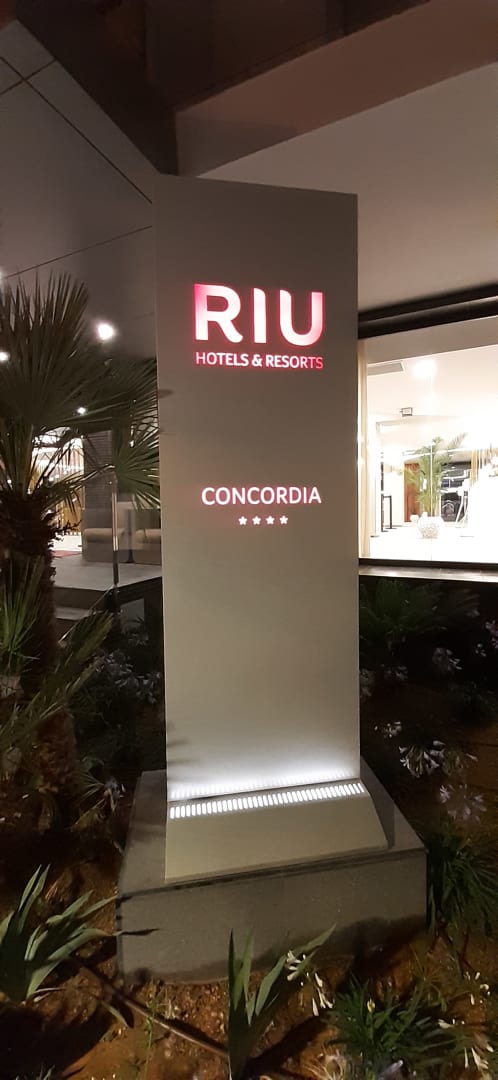 RIU
HOTELS & RESORTS
CONCORDIA
★★★★